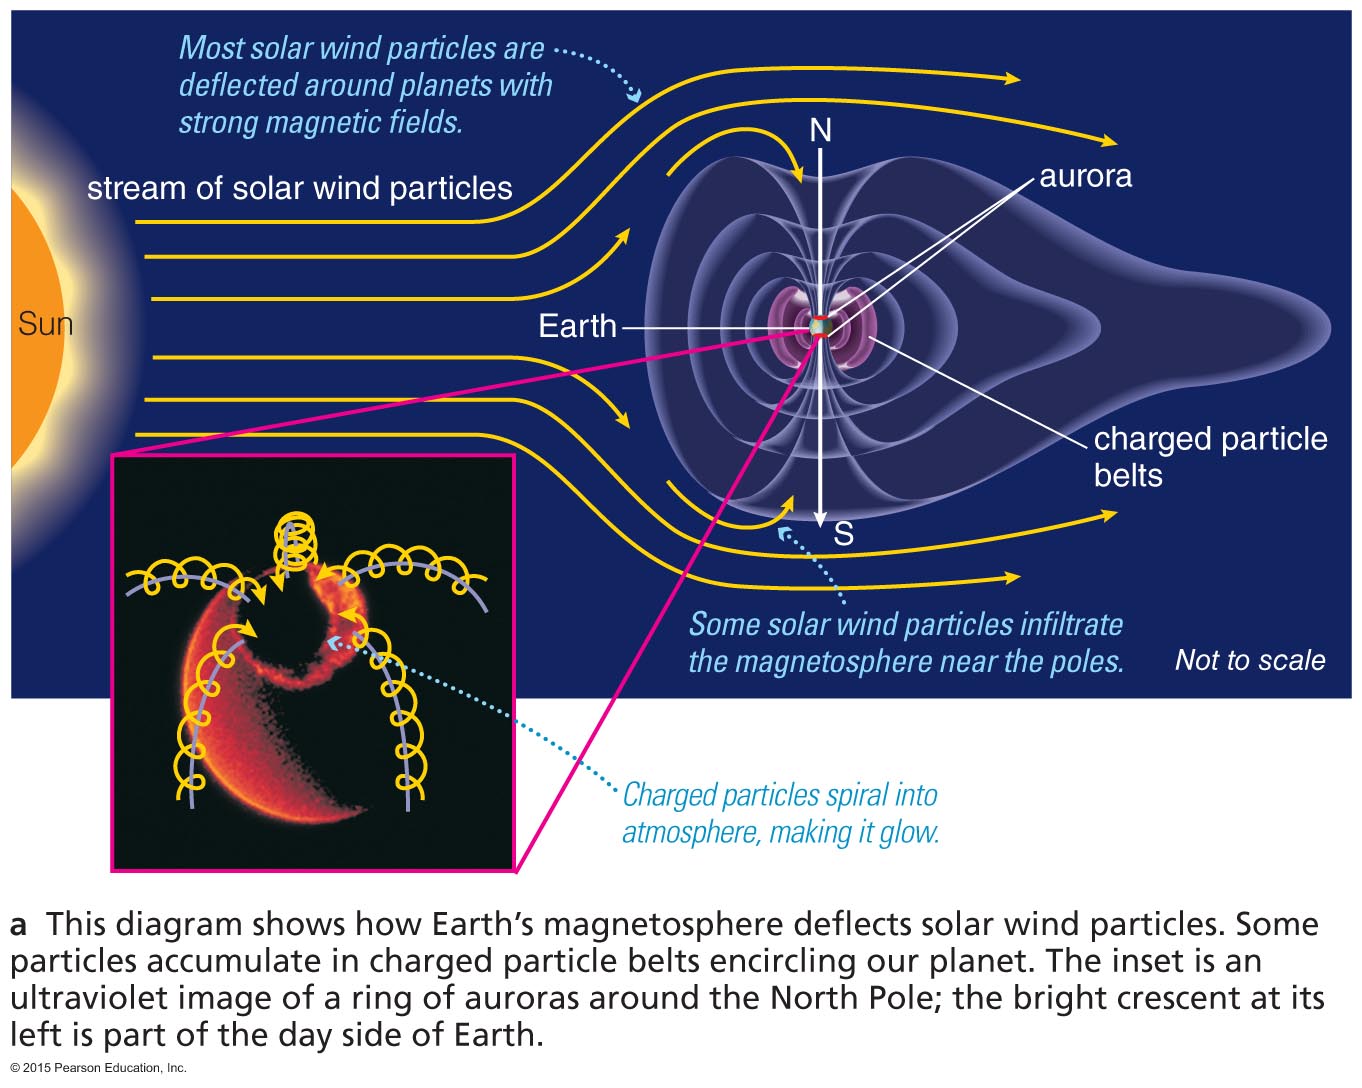 Most solar wind particles are
deflected around planets with
strong magnetic fields.
N
stream of solar wind particles
aurora
Sun
Earth
charged particle
belts
S
Some solar wind particles infiltrate
the magnetosphere near the poles.
Not to scale
Charged particles spiral into
atmosphere, making it glow.
a This diagram shows how Earth’s magnetosphere deflects solar wind particles. Some
particles accumulate in charged particle belts encircling our planet. The inset is an
ultraviolet image of a ring of auroras around the North Pole; the bright crescent at its
left is part of the day side of Earth.
© 2015 Pearson Education, Inc.